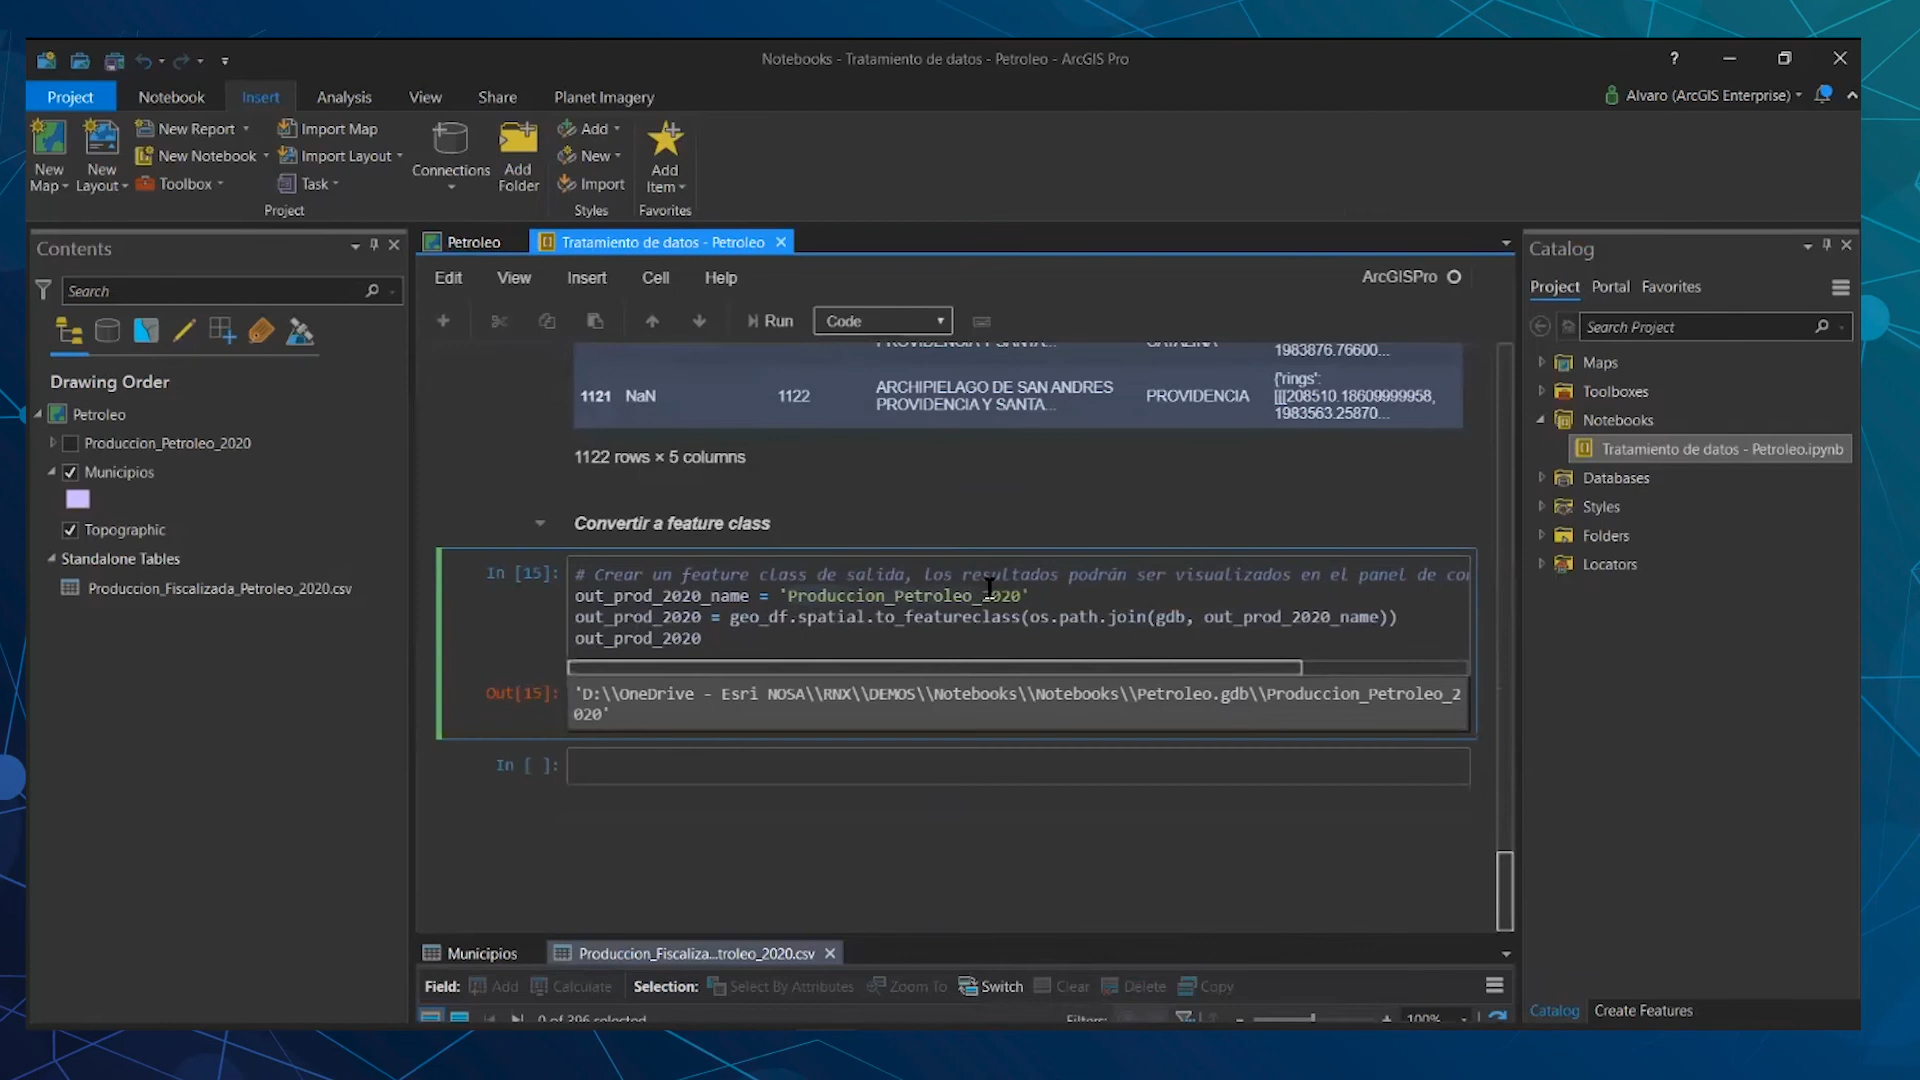 Notebooks - Tratamiento de datos - Petroleo - ArcGIS Pro
?
Project
Notebook
Insert
Analysis
View
Share
Planet Imagery
Alvaro (ArcGIS Enterprise)
New Map
New Layout
New Report
New Notebook
Toolbox
Import Map
Import Layout
Task
Connections
Add Folder
Add
New
Import
Add Item
Project
Styles
Favorites
Contents
Search
Drawing Order
Petroleo
Produccion_Petroleo_2020
Municipios
Topographic
Standalone Tables
Produccion_Fiscalizada_Petroleo_2020.csv
Petroleo
Tratamiento de datos - Petroleo
Edit
View
Insert
Cell
Help
ArcGISPro
Run
Code
PROVIDENCIA Y SANTA...
CATALINA
1983876.76600...
1121 NaN 1122
ARCHIPIELAGO DE SAN ANDRES
PROVIDENCIA Y SANTA...
PROVIDENCIA
{'rings':
[[[208510.18609999958,
1983563.25870...
1122 rows × 5 columns
Convertir a feature class
In [15]:
# Crear un feature class de salida, los resultados podrán ser visualizados en el panel de
out_prod_2020_name = 'Produccion_Petroleo_2020'
out_prod_2020 = geo_df.spatial.to_featureclass(os.path.join(gdb, out_prod_2020_name))
out_prod_2020
Out[15]:
'D:\\OneDrive - Esri NOSA\\RNX\\DEMOS\\Notebooks\\Notebooks\\Petroleo.gdb\\Produccion_Petroleo_2
020'
In [ ]:
Municipios
Produccion_Fiscaliza...troleo_2020.csv
Field: Add Calculate Selection: Select By Attributes Zoom To Switch Clear Delete Copy
0 of 396 selected
Filters:
100%
Catalog
Project
Portal
Favorites
Search Project
Maps
Toolboxes
Notebooks
Tratamiento de datos - Petroleo.ipynb
Databases
Styles
Folders
Locators
Catalog
Create Features